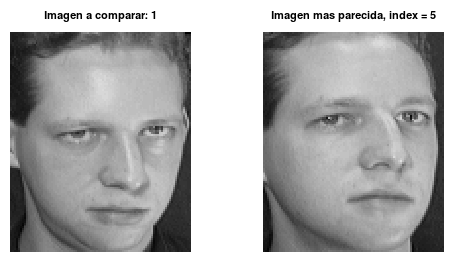 Imagen a comparar: 1
Imagen mas parecida, index = 5